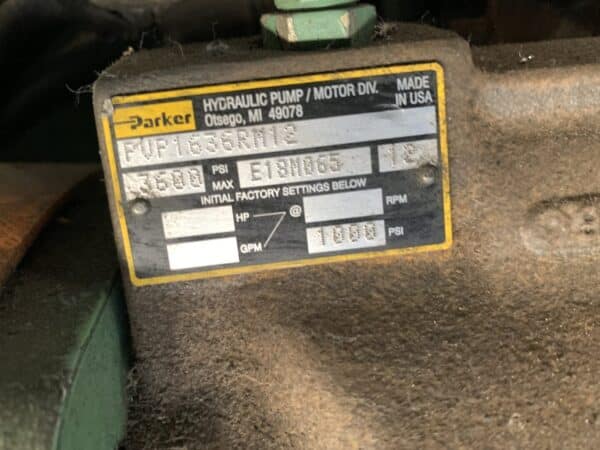 Parker
HYDRAULIC PUMP / MOTOR DIV.
Otsego, MI 49078
MADE IN USA
PVP1636RM12
3600 PSI MAX E18M065 12
INITIAL FACTORY SETTINGS BELOW
HP @ RPM
GPM 1000 PSI